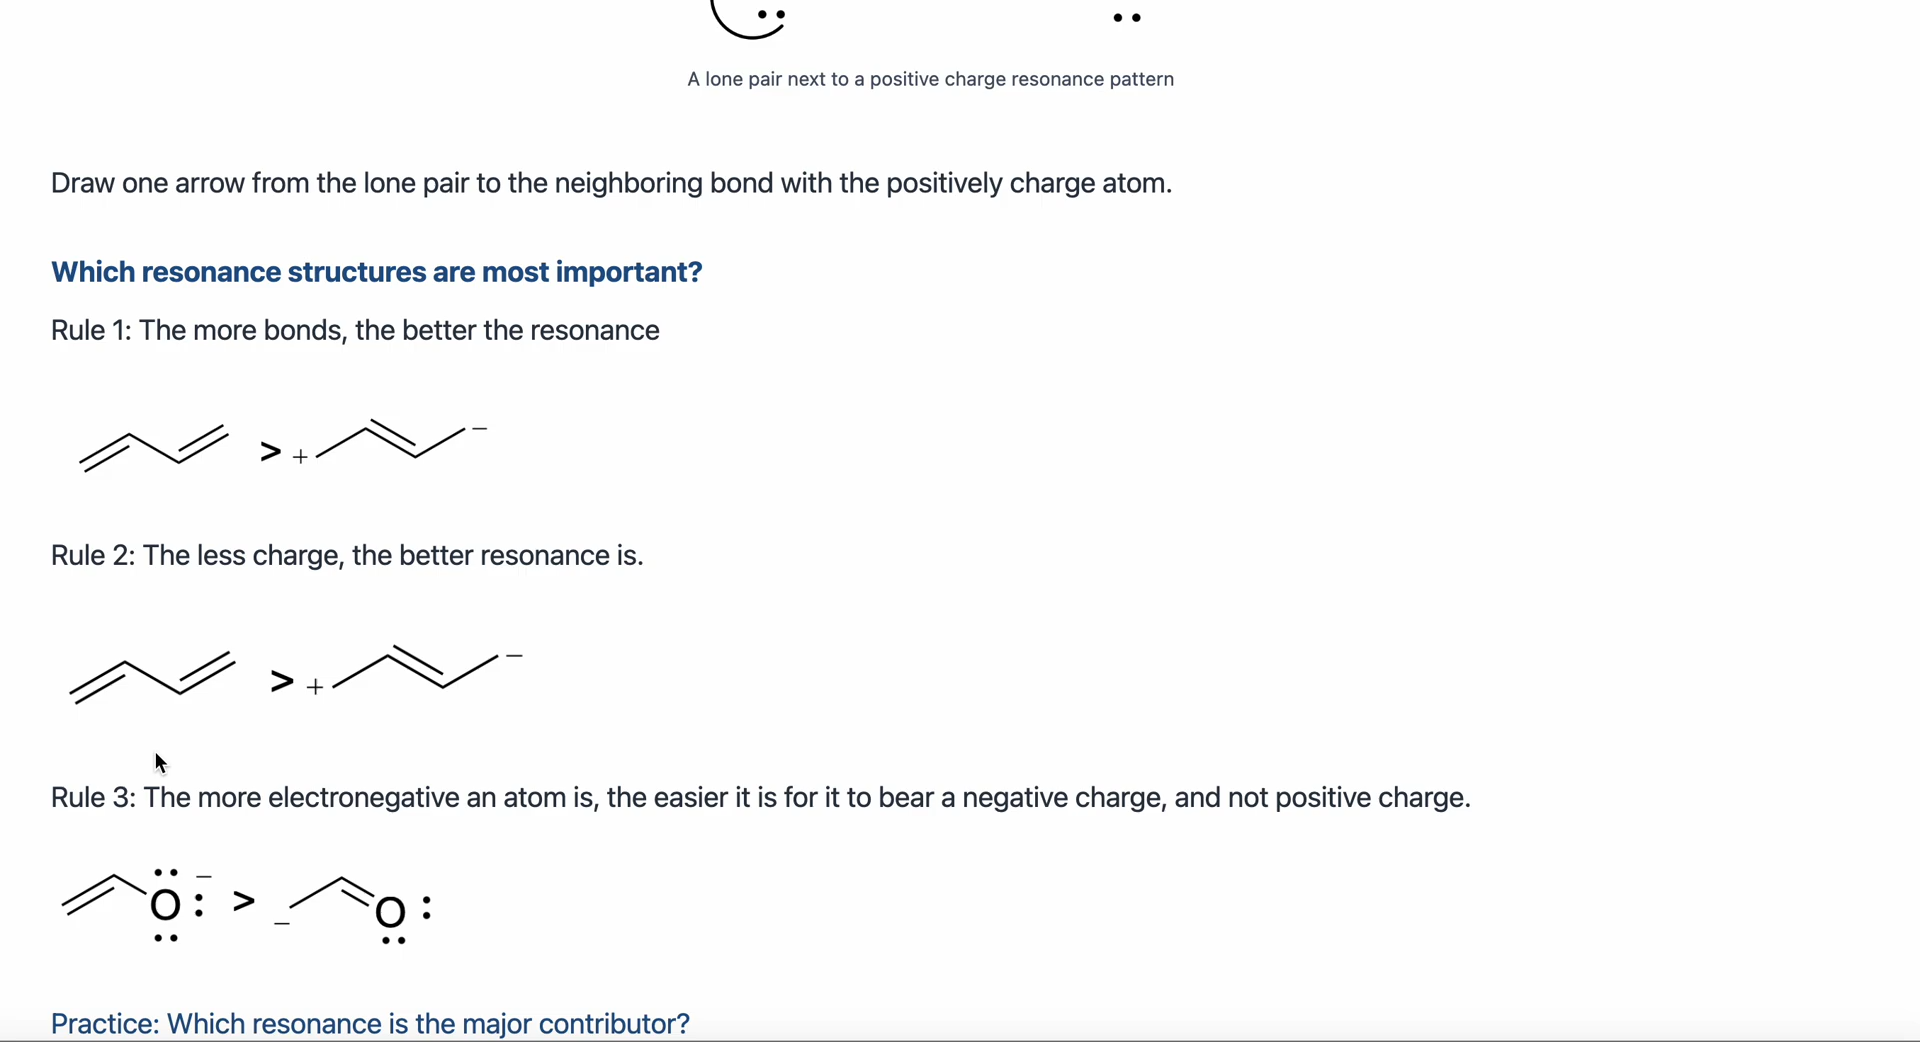 A lone pair next to a positive charge resonance pattern
Draw one arrow from the lone pair to the neighboring bond with the positively charge atom.
Which resonance structures are most important?
Rule 1: The more bonds, the better the resonance
> + −
Rule 2: The less charge, the better resonance is.
> + −
Rule 3: The more electronegative an atom is, the easier it is for it to bear a negative charge, and not positive charge.
O − > − O
Practice: Which resonance is the major contributor?